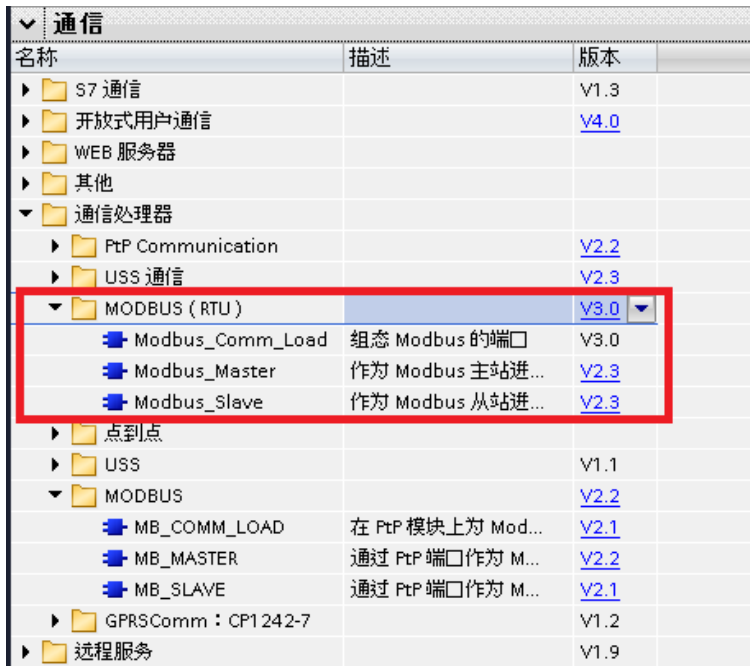 通信
名称 描述 版本
S7 通信 V1.3
开放式用户通信 V4.0
WEB 服务器
其他
通信处理器
PtP Communication V2.2
USS 通信 V2.3
MODBUS ( RTU ) V3.0
Modbus_Comm_Load 组态 Modbus 的端口 V3.0
Modbus_Master 作为 Modbus 主站进... V2.3
Modbus_Slave 作为 Modbus 从站进... V2.3
点到点
USS V1.1
MODBUS V2.2
MB_COMM_LOAD 在 PtP 模块上为 Mod... V2.1
MB_MASTER 通过 PtP 端口作为 M... V2.2
MB_SLAVE 通过 PtP 端口作为 M... V2.1
GPRSComm：CP1242-7 V1.2
远程服务 V1.9